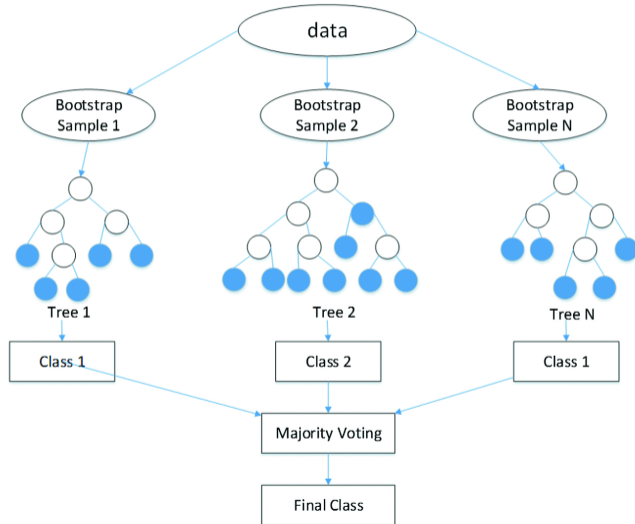 data
Bootstrap
Sample 1
Bootstrap
Sample 2
Bootstrap
Sample N
Tree 1
Tree 2
Tree N
Class 1
Class 2
Class 1
Majority Voting
Final Class